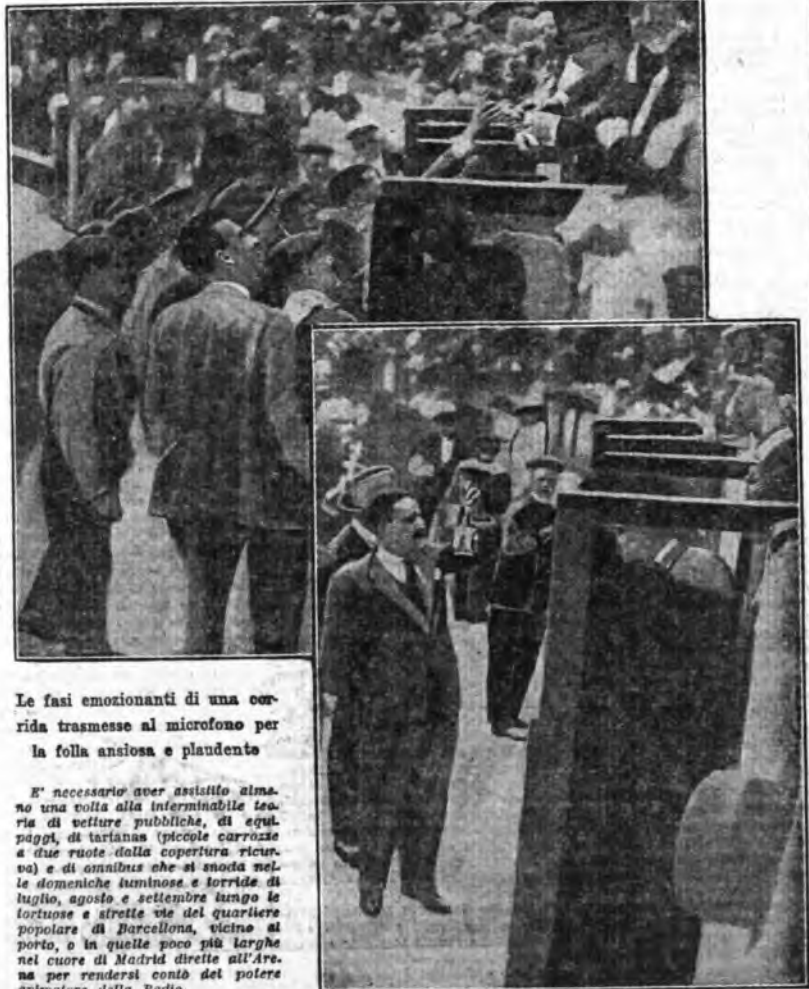 Le fasi emozionanti di una cor-
rida trasmesse al microfono per
la folla ansiosa e plaudente
E' necessario aver assistito alme-
no una volta alla interminabile teo-
ria di vetture pubbliche, di equi-
paggi, di tartanas (piccole carrozze
a due ruote dalla copertura ricur-
va) e di omnibus che si snoda nel-
le domeniche luminose e torride di
luglio, agosto e settembre lungo le
tortuose e strette vie del quartiere
popolare di Barcellona, vicino al
porto, o in quelle poco più larghe
nel cuore di Madrid dirette all'Are-
na per rendersi conto del potere
animatore della Radio